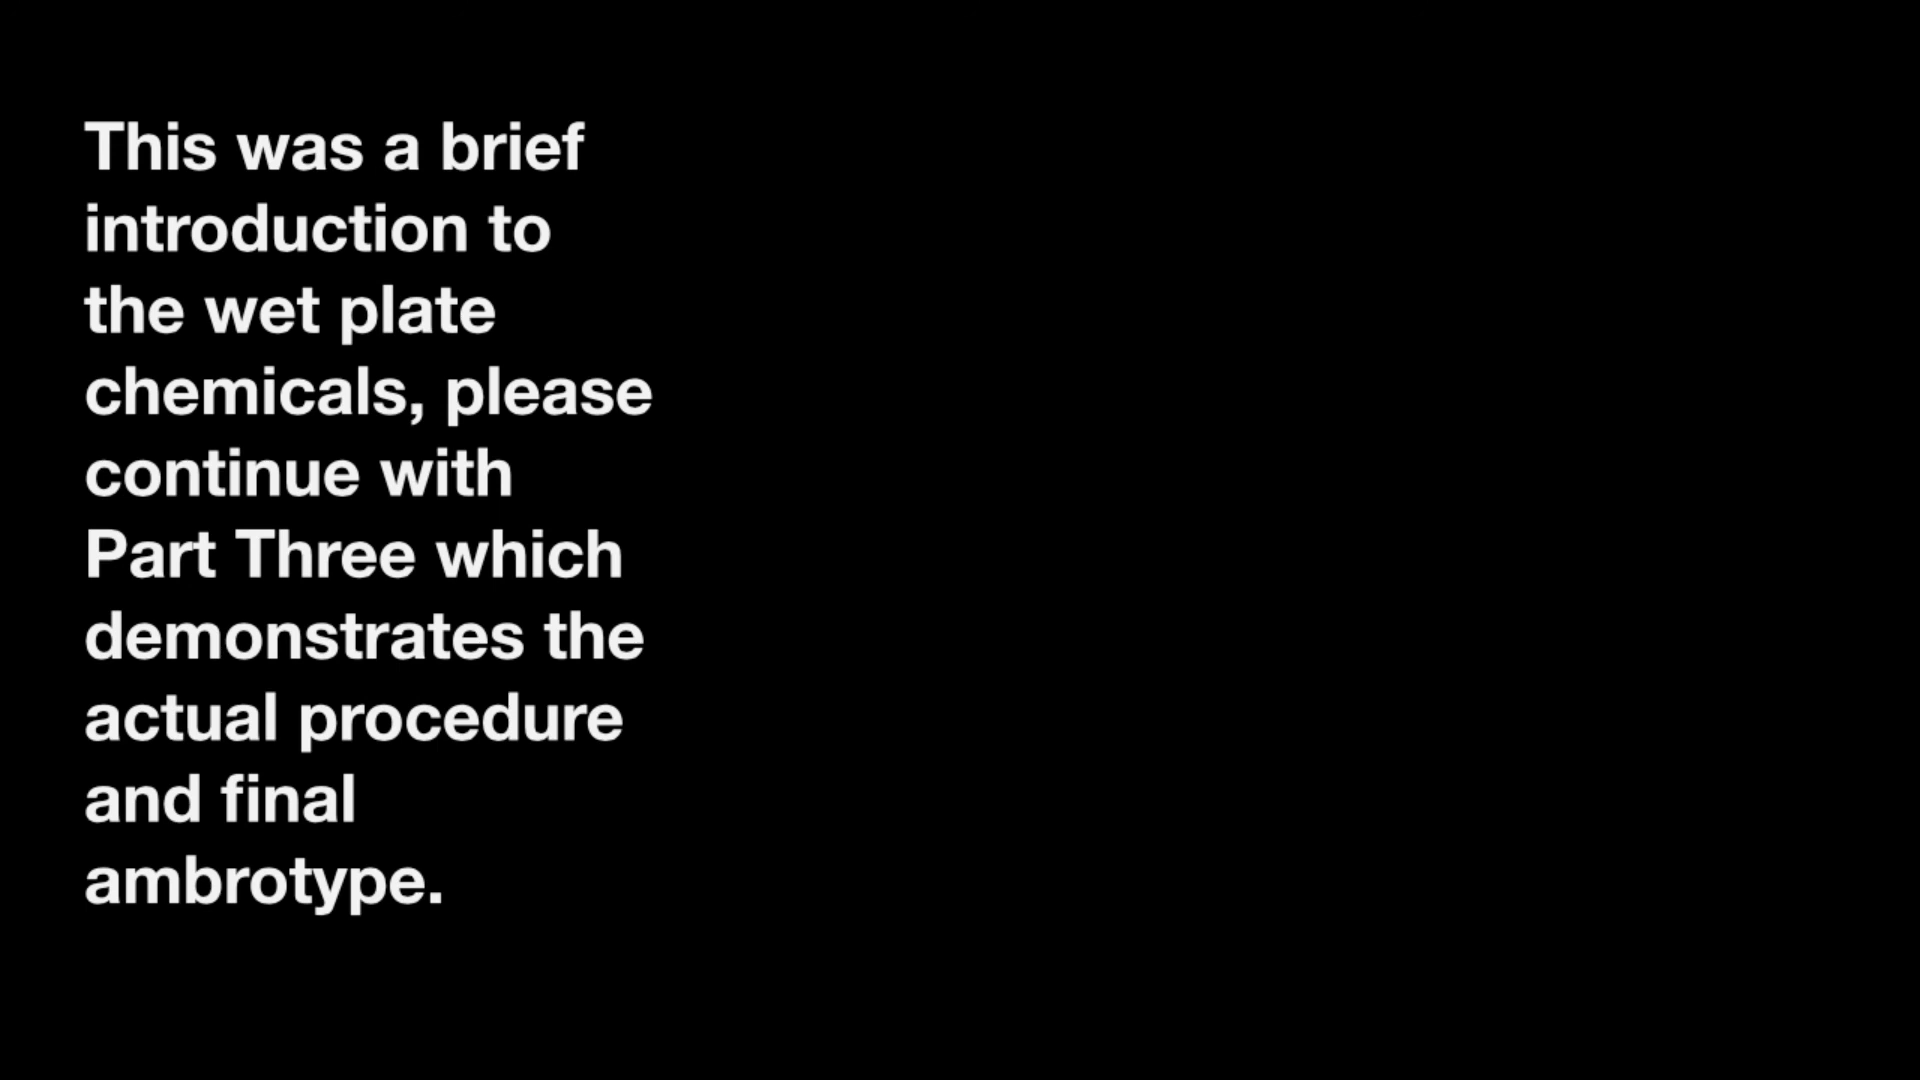 This was a brief
introduction to
the wet plate
chemicals, please
continue with
Part Three which
demonstrates the
actual procedure
and final
ambrotype.